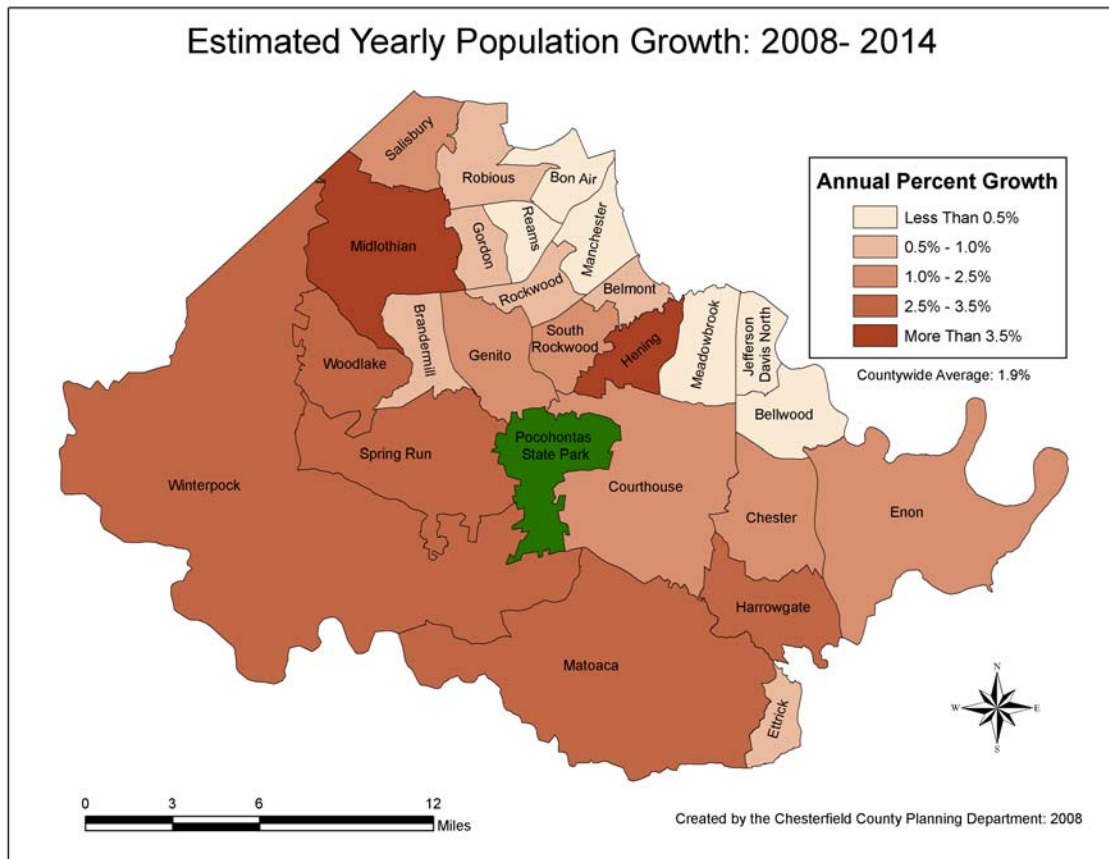 Estimated Yearly Population Growth: 2008- 2014
Salisbury
Robious
Bon Air
Midlothian
Gordon
Reams
Manchester
Rockwood
Belmont
Brandermill
Genito
South
Rockwood
Hening
Meadowbrook
Jefferson
Davis North
Woodlake
Bellwood
Spring Run
Pocohontas
State Park
Winterpock
Courthouse
Chester
Enon
Harrowgate
Matoaca
Ettrick
Annual Percent Growth
Less Than 0.5%
0.5% - 1.0%
1.0% - 2.5%
2.5% - 3.5%
More Than 3.5%
Countywide Average: 1.9%
N
W E
S
0 3 6 12
Miles
Created by the Chesterfield County Planning Department: 2008